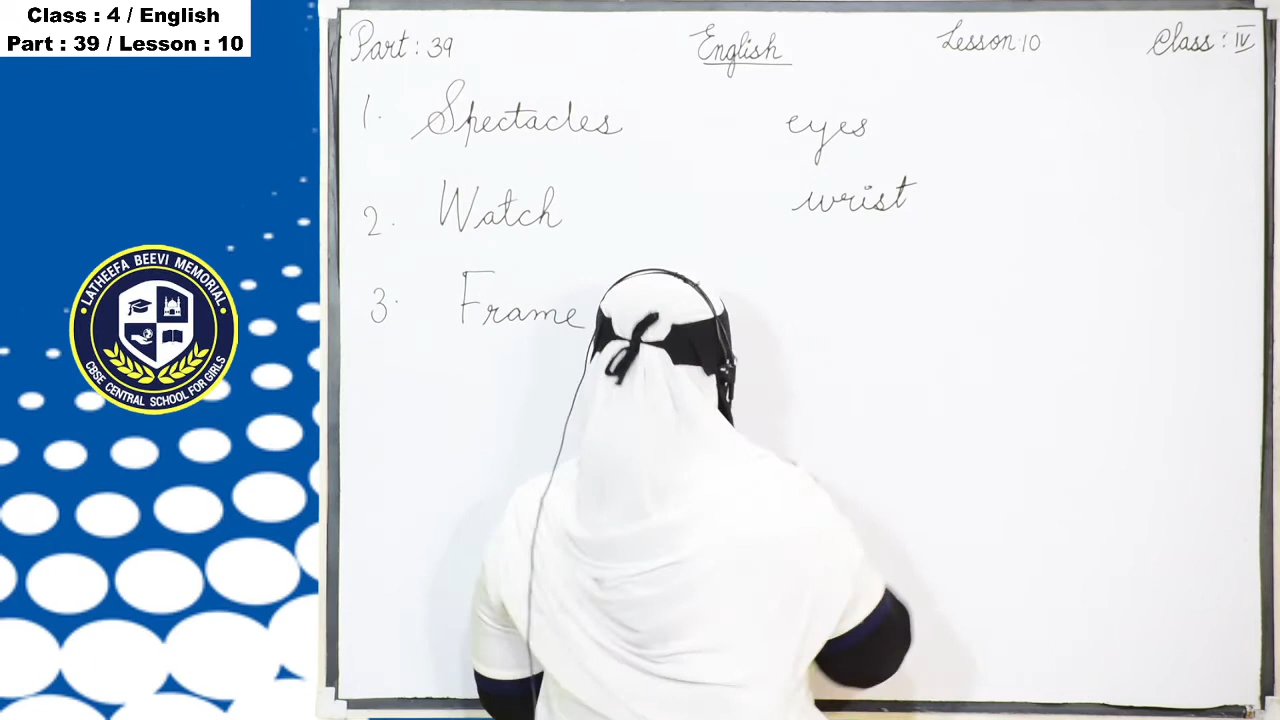 Class : 4 / English
Part : 39 / Lesson : 10
Part : 39 English Lesson 10 Class : IV
1. Spectacles eyes
2. Watch wrist
3. Frame
LATHEEFA BEEVI MEMORIAL
CBSE CENTRAL SCHOOL FOR GIRLS